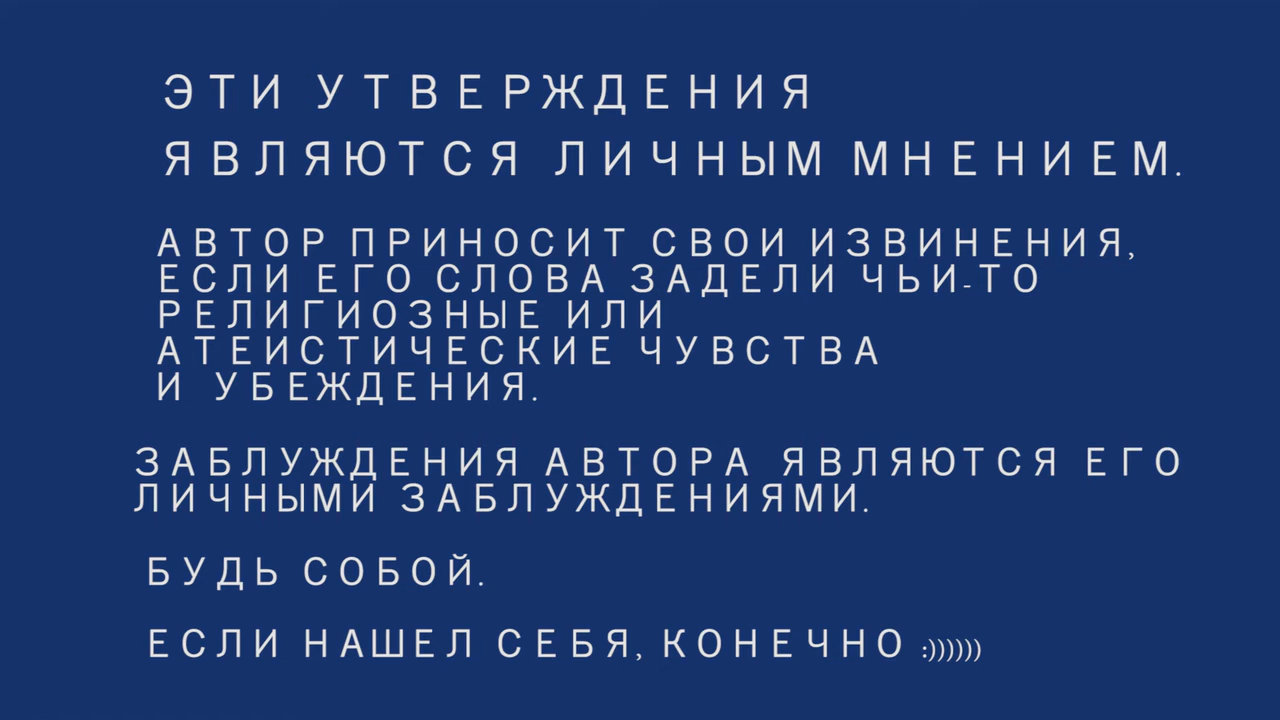 ЭТИ УТВЕРЖДЕНИЯ
ЯВЛЯЮТСЯ ЛИЧНЫМ МНЕНИЕМ.
АВТОР ПРИНОСИТ СВОИ ИЗВИНЕНИЯ,
ЕСЛИ ЕГО СЛОВА ЗАДЕЛИ ЧЬИ-ТО
РЕЛИГИОЗНЫЕ ИЛИ
АТЕИСТИЧЕСКИЕ ЧУВСТВА
И УБЕЖДЕНИЯ.
ЗАБЛУЖДЕНИЯ АВТОРА ЯВЛЯЮТСЯ ЕГО
ЛИЧНЫМИ ЗАБЛУЖДЕНИЯМИ.
БУДЬ СОБОЙ.
ЕСЛИ НАШЕЛ СЕБЯ, КОНЕЧНО :))))))